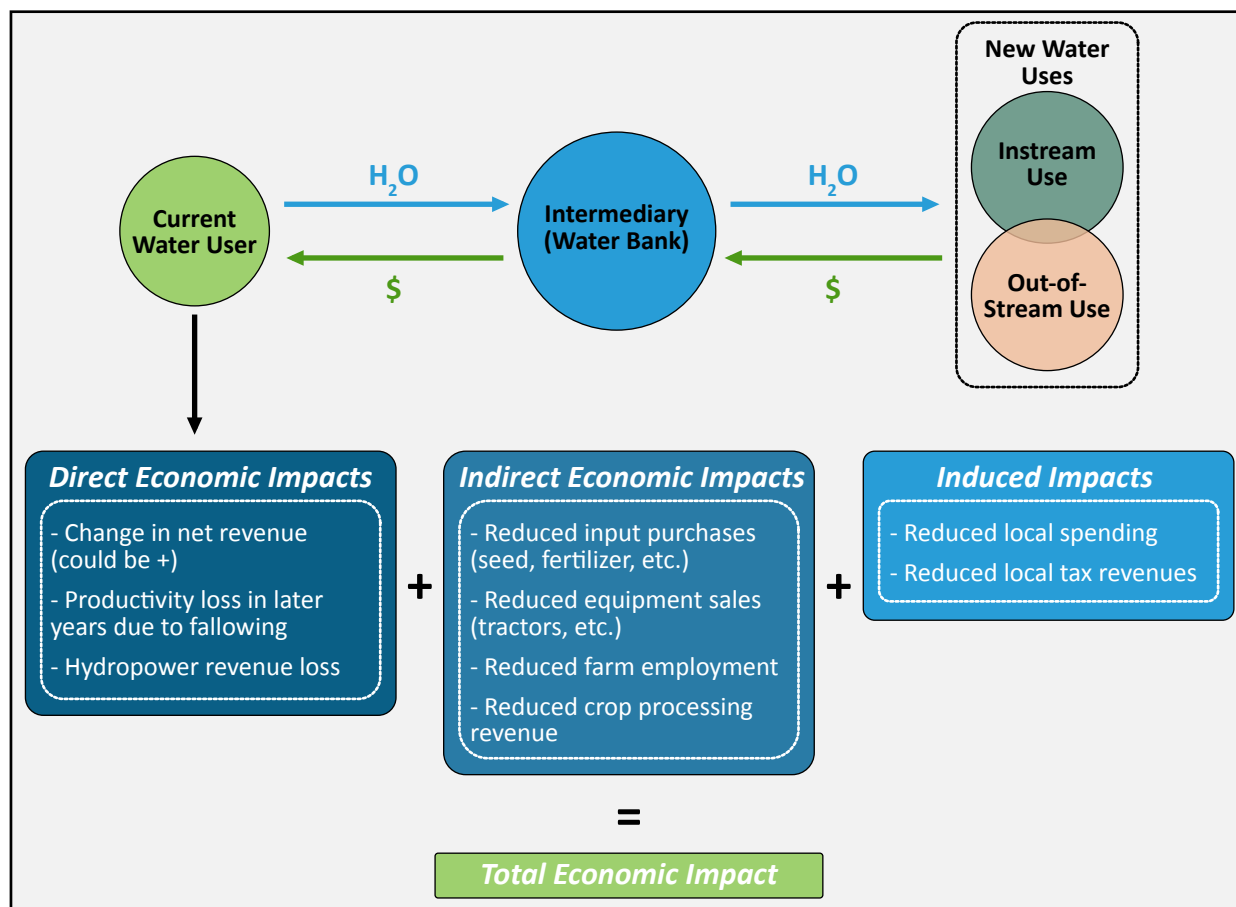 New Water
Uses
Instream
Use
H₂O
H₂O
Current
Water User
Intermediary
(Water Bank)
$
$
Out-of-
Stream Use
Direct Economic Impacts
- Change in net revenue
(could be +)
- Productivity loss in later
years due to fallowing
- Hydropower revenue loss
+
Indirect Economic Impacts
- Reduced input purchases
(seed, fertilizer, etc.)
- Reduced equipment sales
(tractors, etc.)
- Reduced farm employment
- Reduced crop processing
revenue
+
Induced Impacts
- Reduced local spending
- Reduced local tax revenues
=
Total Economic Impact